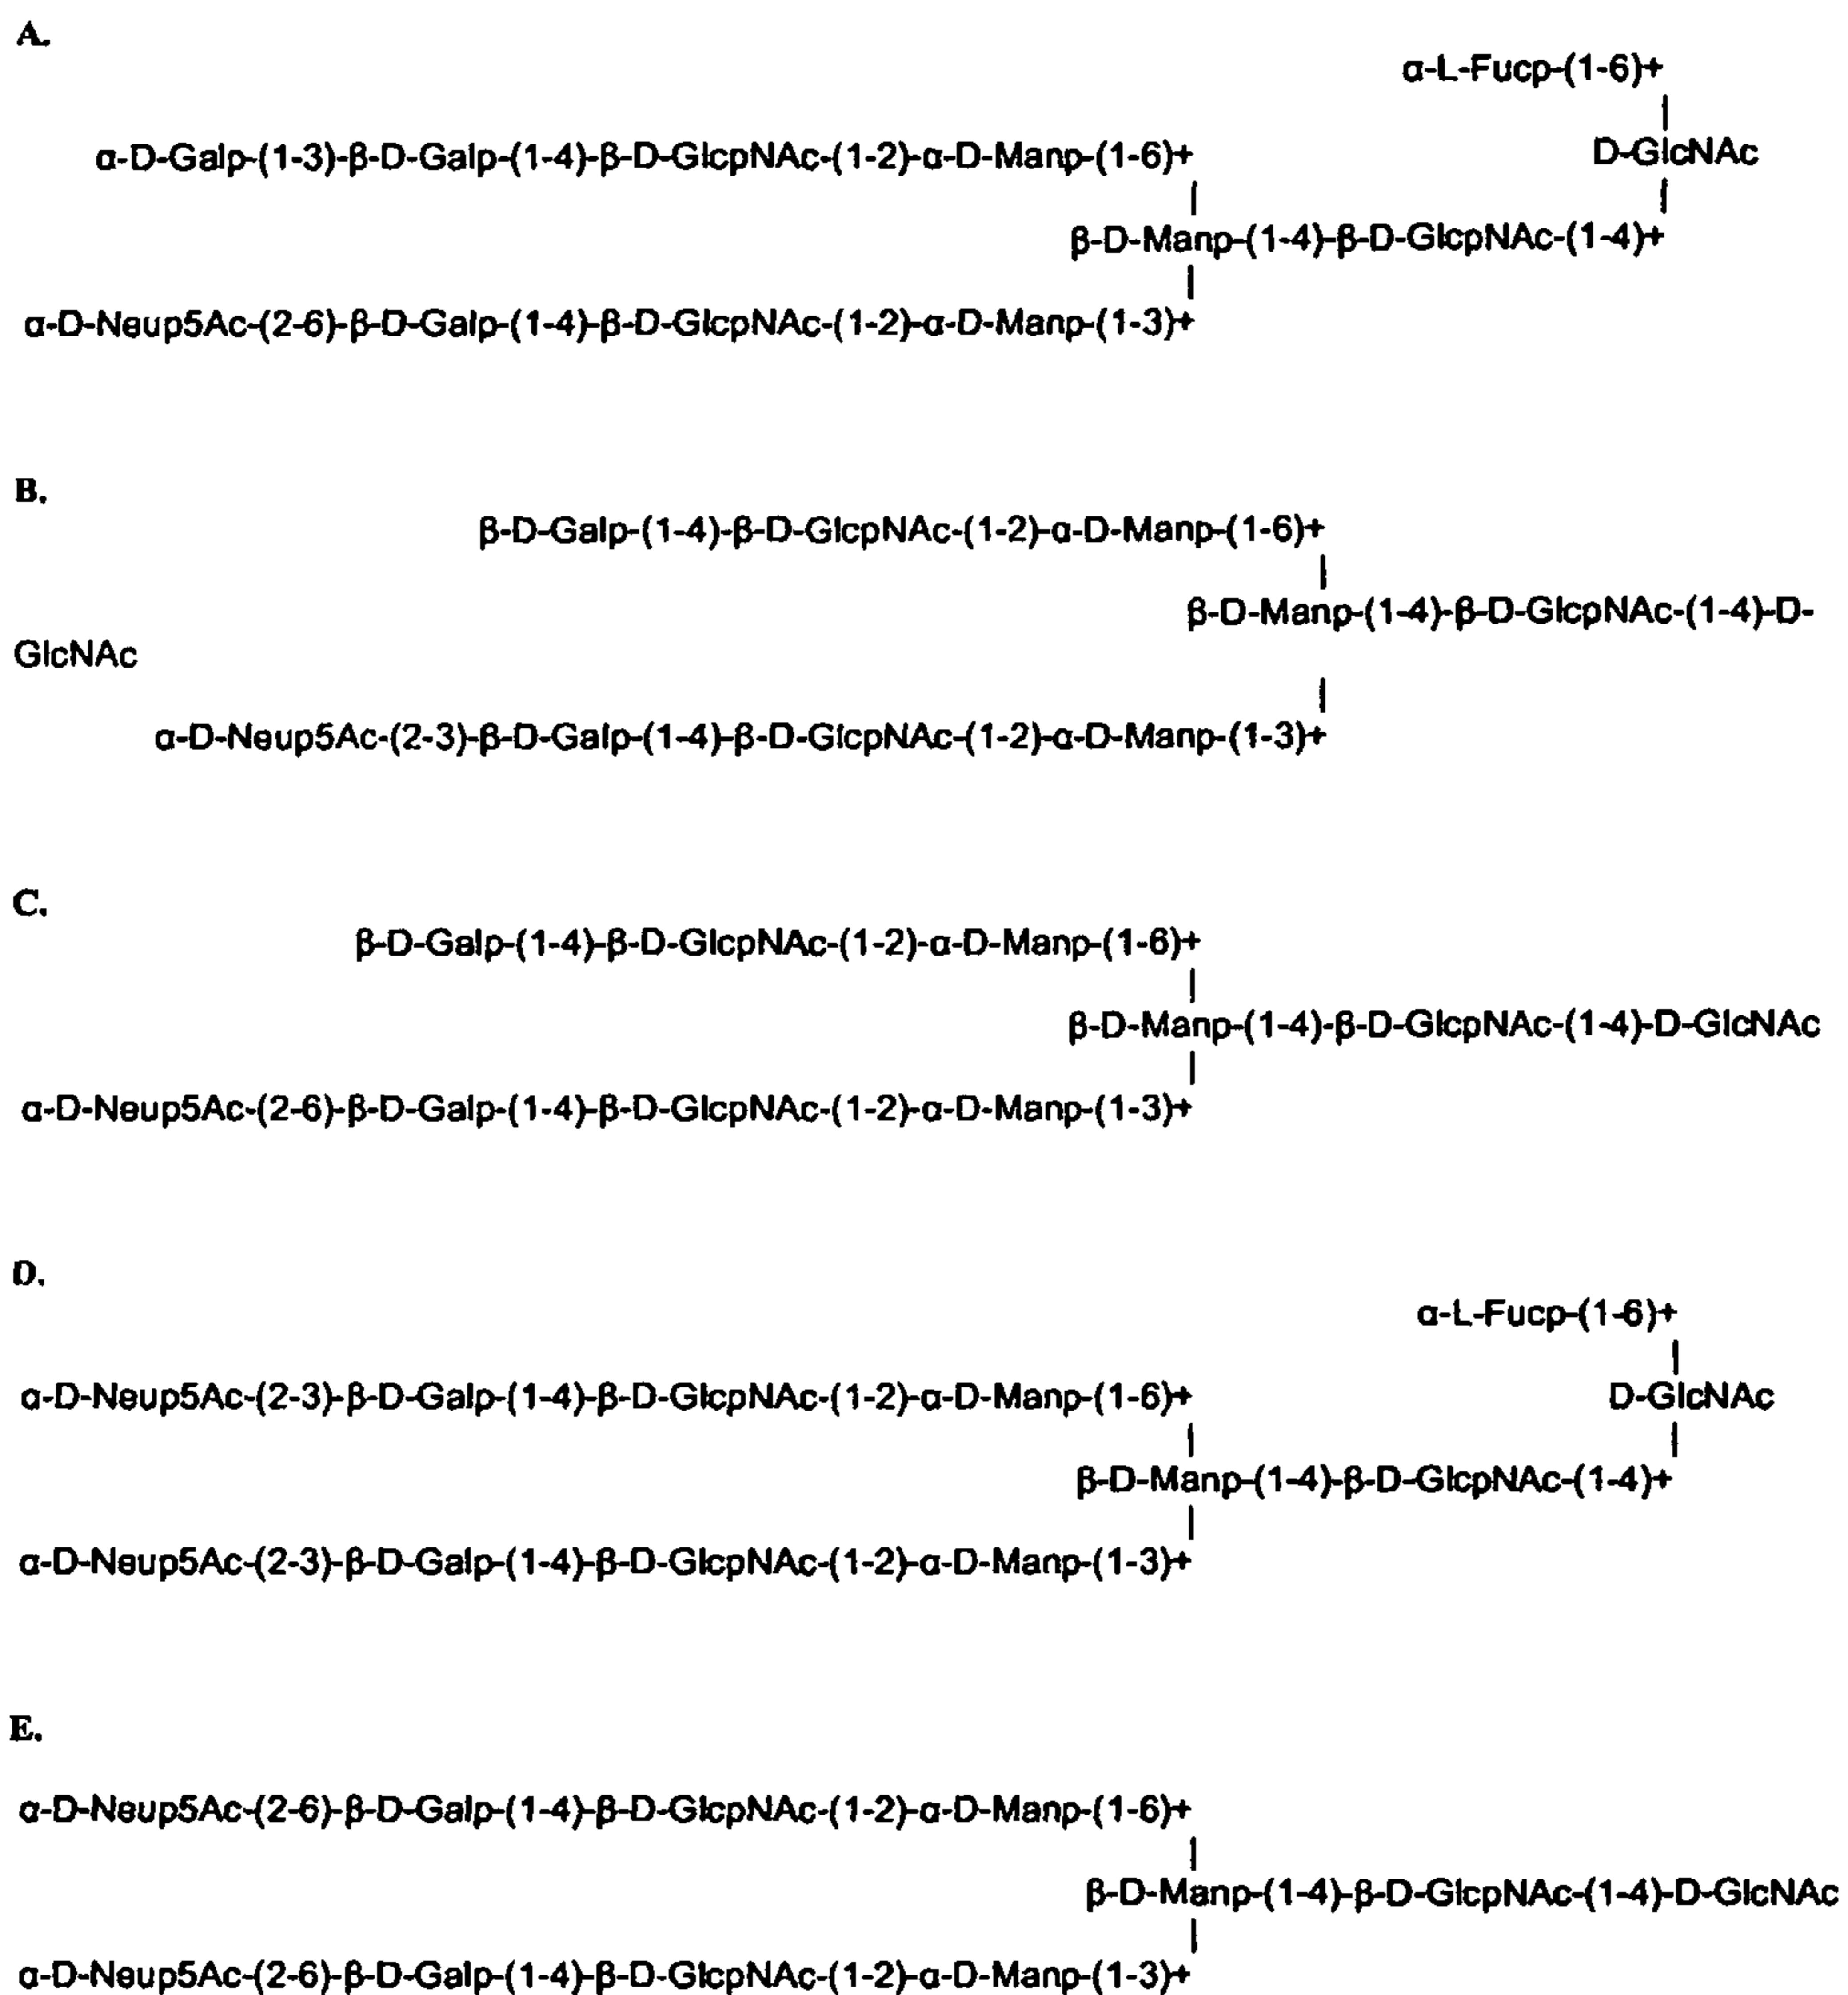 A.
α-L-Fucp-(1-6)+
|
α-D-Galp-(1-3)-β-D-Galp-(1-4)-β-D-GlcpNAc-(1-2)-α-D-Manp-(1-6)+ D-GlcNAc
| |
β-D-Manp-(1-4)-β-D-GlcpNAc-(1-4)+
|
α-D-Neup5Ac-(2-6)-β-D-Galp-(1-4)-β-D-GlcpNAc-(1-2)-α-D-Manp-(1-3)+
B.
β-D-Galp-(1-4)-β-D-GlcpNAc-(1-2)-α-D-Manp-(1-6)+
|
β-D-Manp-(1-4)-β-D-GlcpNAc-(1-4)-D-
GlcNAc
|
α-D-Neup5Ac-(2-3)-β-D-Galp-(1-4)-β-D-GlcpNAc-(1-2)-α-D-Manp-(1-3)+
C.
β-D-Galp-(1-4)-β-D-GlcpNAc-(1-2)-α-D-Manp-(1-6)+
|
β-D-Manp-(1-4)-β-D-GlcpNAc-(1-4)-D-GlcNAc
|
α-D-Neup5Ac-(2-6)-β-D-Galp-(1-4)-β-D-GlcpNAc-(1-2)-α-D-Manp-(1-3)+
D.
α-L-Fucp-(1-6)+
|
α-D-Neup5Ac-(2-3)-β-D-Galp-(1-4)-β-D-GlcpNAc-(1-2)-α-D-Manp-(1-6)+ D-GlcNAc
| |
β-D-Manp-(1-4)-β-D-GlcpNAc-(1-4)+
|
α-D-Neup5Ac-(2-3)-β-D-Galp-(1-4)-β-D-GlcpNAc-(1-2)-α-D-Manp-(1-3)+
E.
α-D-Neup5Ac-(2-6)-β-D-Galp-(1-4)-β-D-GlcpNAc-(1-2)-α-D-Manp-(1-6)+
|
β-D-Manp-(1-4)-β-D-GlcpNAc-(1-4)-D-GlcNAc
|
α-D-Neup5Ac-(2-6)-β-D-Galp-(1-4)-β-D-GlcpNAc-(1-2)-α-D-Manp-(1-3)+